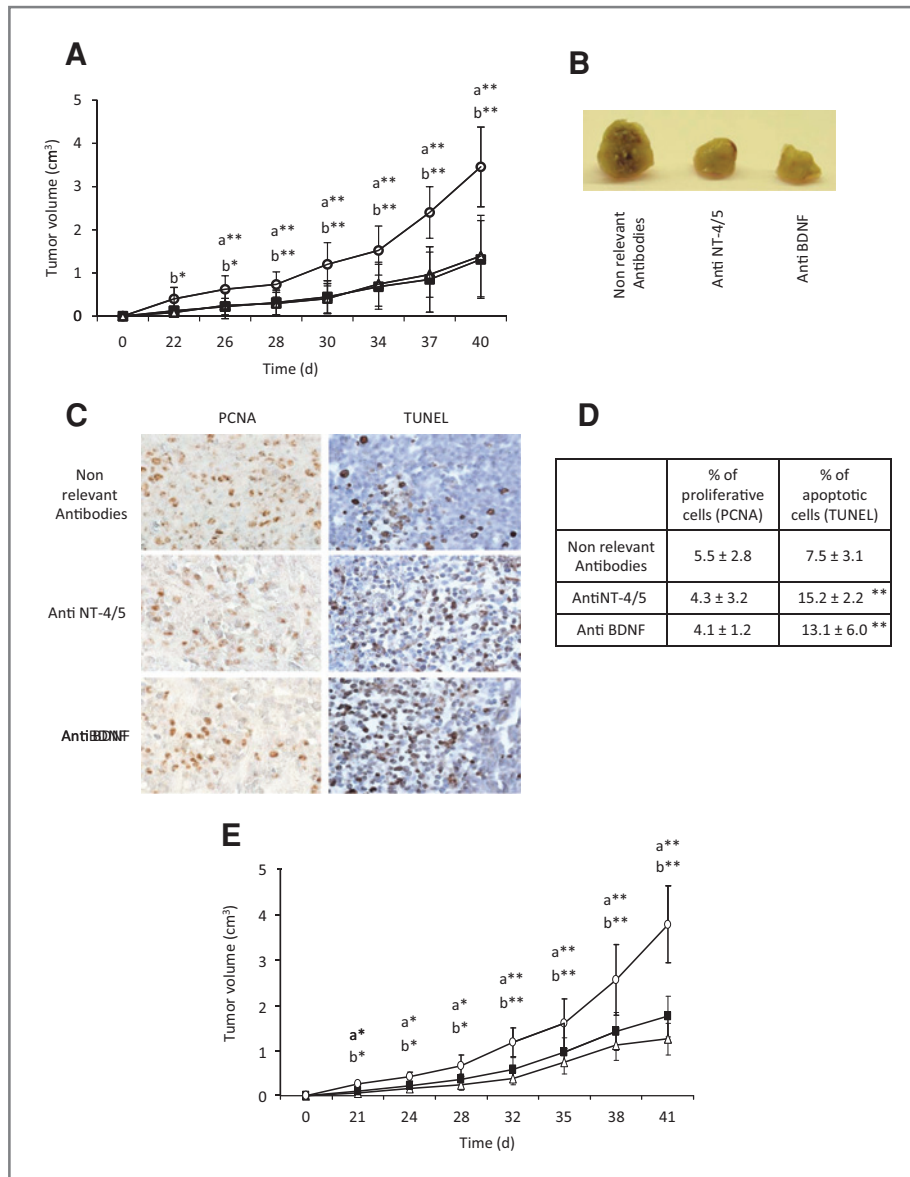 A
Tumor volume (cm³)
5
4
3
2
1
0
b*
a**
b*
a**
b**
a**
b**
a**
b**
a**
b**
a**
b**
0 22 26 28 30 34 37 40
Time (d)
B
Non relevant
Antibodies
Anti NT-4/5
Anti BDNF
C
PCNA TUNEL
Non
relevant
Antibodies
Anti NT-4/5
Anti BDNF
D
% of
proliferative
cells (PCNA)
% of
apoptotic
cells (TUNEL)
Non relevant
Antibodies
5.5 ± 2.8 7.5 ± 3.1
AntiNT-4/5 4.3 ± 3.2 15.2 ± 2.2 **
Anti BDNF 4.1 ± 1.2 13.1 ± 6.0 **
E
Tumor volume (cm³)
5
4
3
2
1
0
a*
b*
a*
b*
a*
b*
a**
b**
a**
b**
a**
b**
a**
b**
0 21 24 28 32 35 38 41
Time (d)